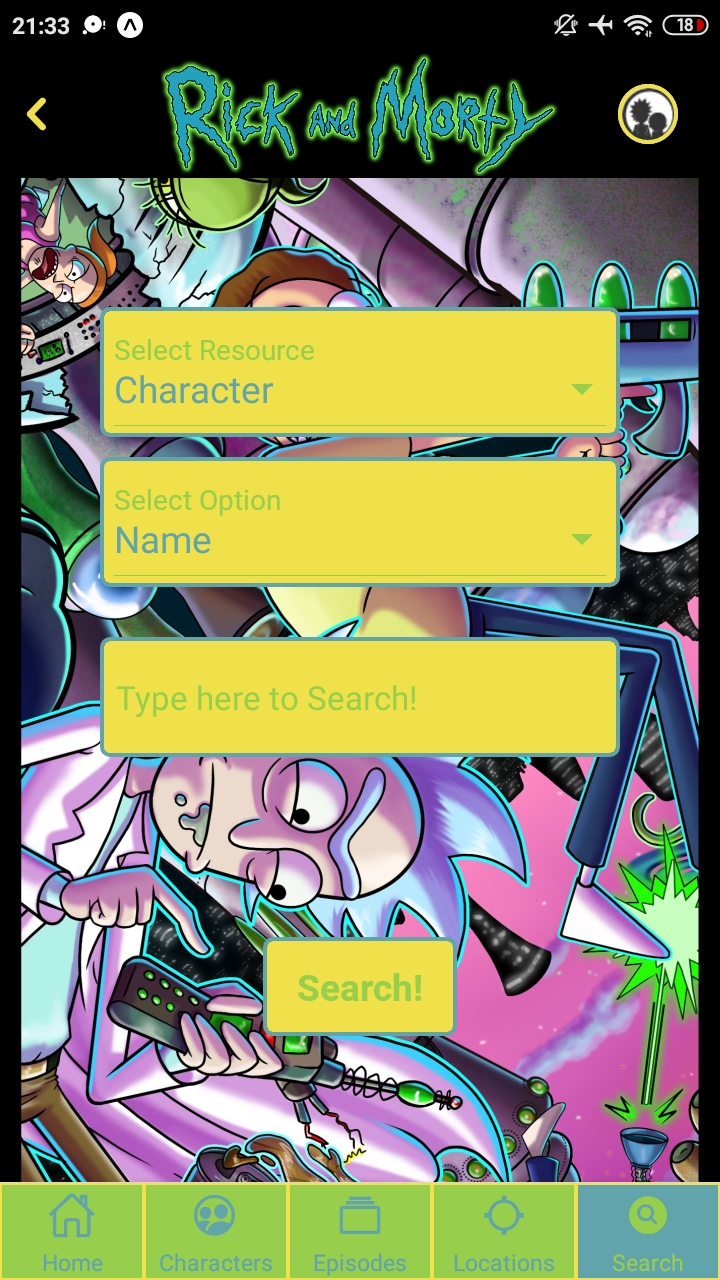 21:33
18
Rick and Morty
Select Resource
Character
Select Option
Name
Type here to Search!
Search!
Home
Characters
Episodes
Locations
Search